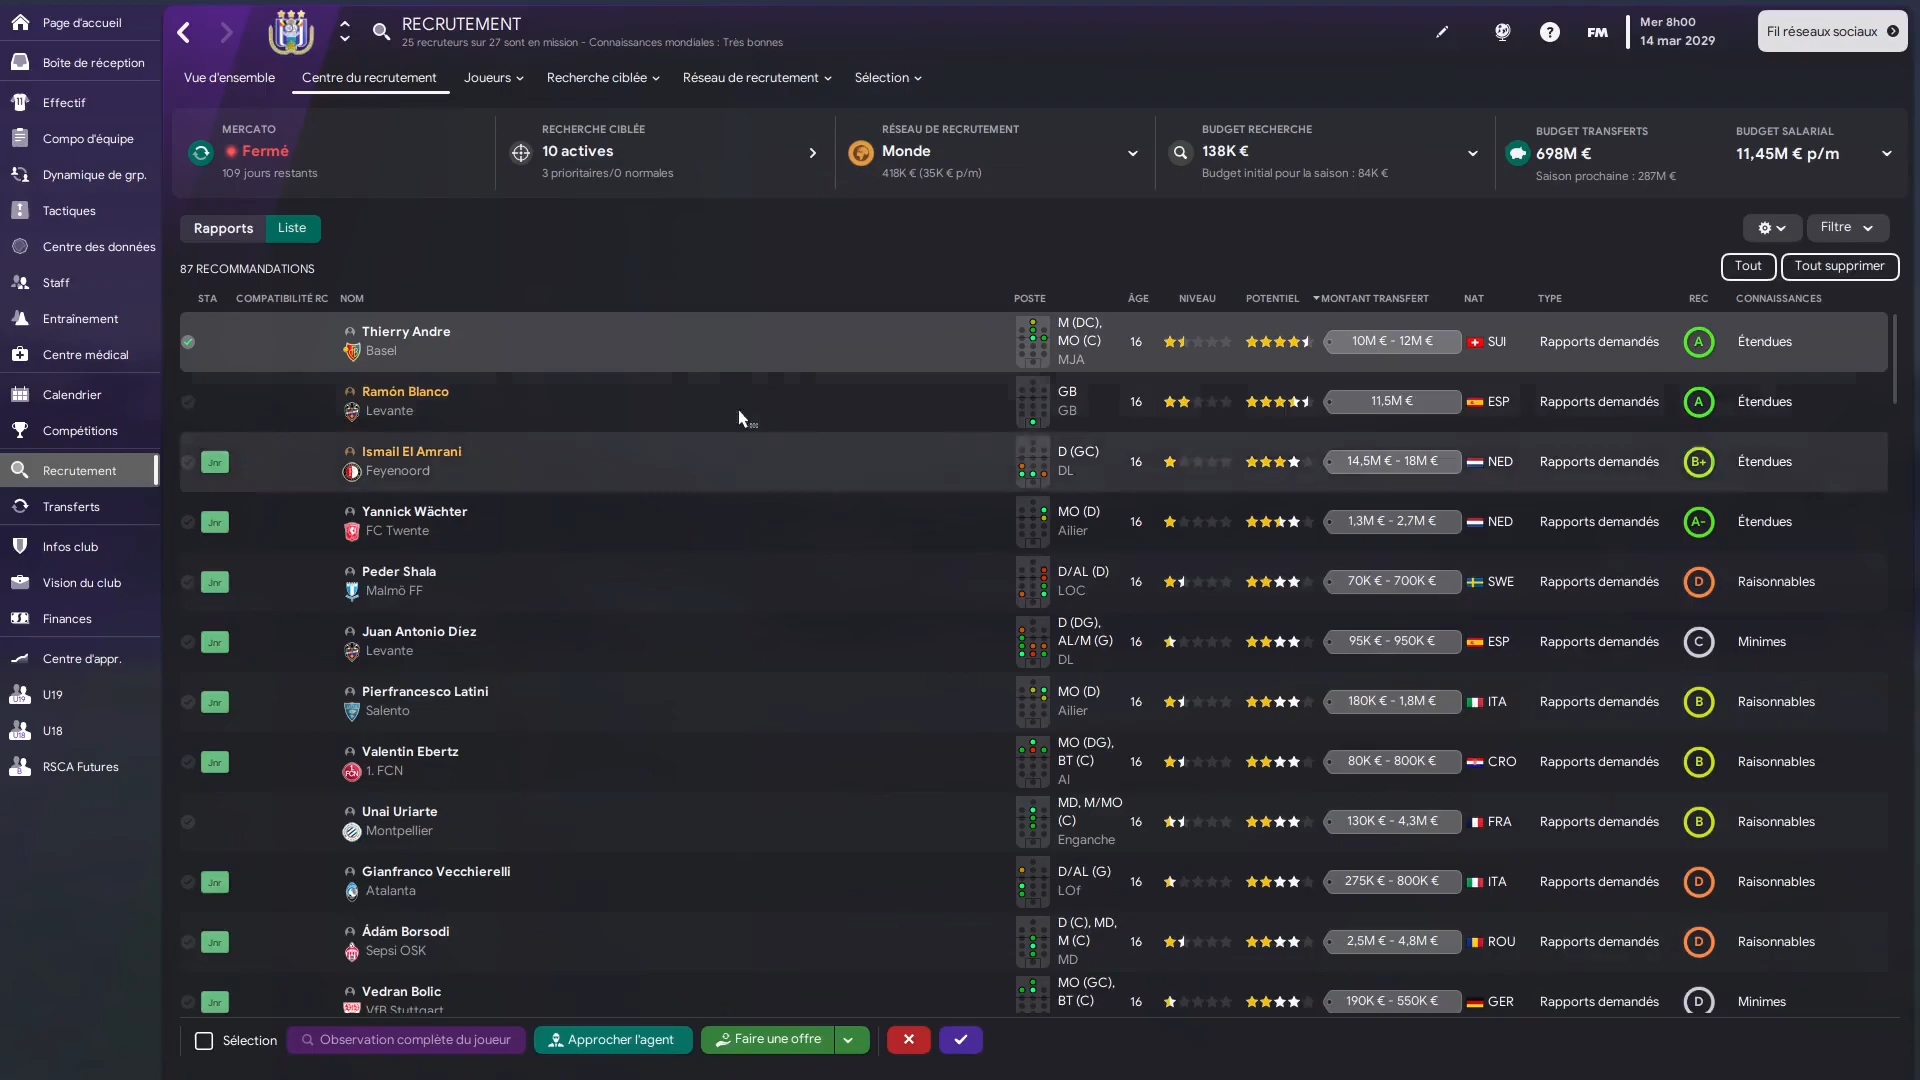 Page d'accueil
Boîte de réception
Effectif
Compo d'équipe
Dynamique de grp.
Tactiques
Centre des données
Staff
Entraînement
Centre médical
Calendrier
Compétitions
Recrutement
Transferts
Infos club
Vision du club
Finances
Centre d'appr.
U19
U18
RSCA Futures
RECRUTEMENT
25 recruteurs sur 27 sont en mission - Connaissances mondiales : Très bonnes
FM
Mer 8h00
14 mar 2029
Fil réseaux sociaux
Vue d'ensemble
Centre du recrutement
Joueurs
Recherche ciblée
Réseau de recrutement
Sélection
MERCATO
Fermé
109 jours restants
RECHERCHE CIBLÉE
10 actives
3 prioritaires/0 normales
RÉSEAU DE RECRUTEMENT
Monde
418K € (35K € p/m)
BUDGET RECHERCHE
138K €
Budget initial pour la saison : 84K €
BUDGET TRANSFERTS
698M €
Saison prochaine : 287M €
BUDGET SALARIAL
11,45M € p/m
Rapports
Liste
Filtre
87 RECOMMANDATIONS
Tout
Tout supprimer
STA COMPATIBILITÉ RC NOM POSTE ÂGE NIVEAU POTENTIEL MONTANT TRANSFERT NAT TYPE REC CONNAISSANCES
Thierry Andre
Basel
M (DC),
MO (C)
MJA
16 10M € - 12M € SUI Rapports demandés A Étendues
Ramón Blanco
Levante
GB
GB
16 11,5M € ESP Rapports demandés A Étendues
Jnr
Ismail El Amrani
Feyenoord
D (GC)
DL
16 14,5M € - 18M € NED Rapports demandés B+ Étendues
Jnr
Yannick Wächter
FC Twente
MO (D)
Ailier
16 1,3M € - 2,7M € NED Rapports demandés A- Étendues
Jnr
Peder Shala
Malmö FF
D/AL (D)
LOC
16 70K € - 700K € SWE Rapports demandés D Raisonnables
Jnr
Juan Antonio Díez
Levante
D (DG),
AL/M (G)
DL
16 95K € - 950K € ESP Rapports demandés C Minimes
Jnr
Pierfrancesco Latini
Salento
MO (D)
Ailier
16 180K € - 1,8M € ITA Rapports demandés B Raisonnables
Jnr
Valentin Ebertz
1. FCN
MO (DG),
BT (C)
AI
16 80K € - 800K € CRO Rapports demandés B Raisonnables
Unai Uriarte
Montpellier
MD, M/MO
(C)
Enganche
16 130K € - 4,3M € FRA Rapports demandés B Raisonnables
Jnr
Gianfranco Vecchierelli
Atalanta
D/AL (G)
LOf
16 275K € - 800K € ITA Rapports demandés D Raisonnables
Jnr
Ádám Borsodi
Sepsi OSK
D (C), MD,
M (C)
MD
16 2,5M € - 4,8M € ROU Rapports demandés D Raisonnables
Jnr
Vedran Bolic
VfB Stuttgart
MO (GC),
BT (C)
16 190K € - 550K € GER Rapports demandés D Minimes
Sélection
Observation complète du joueur
Approcher l'agent
Faire une offre